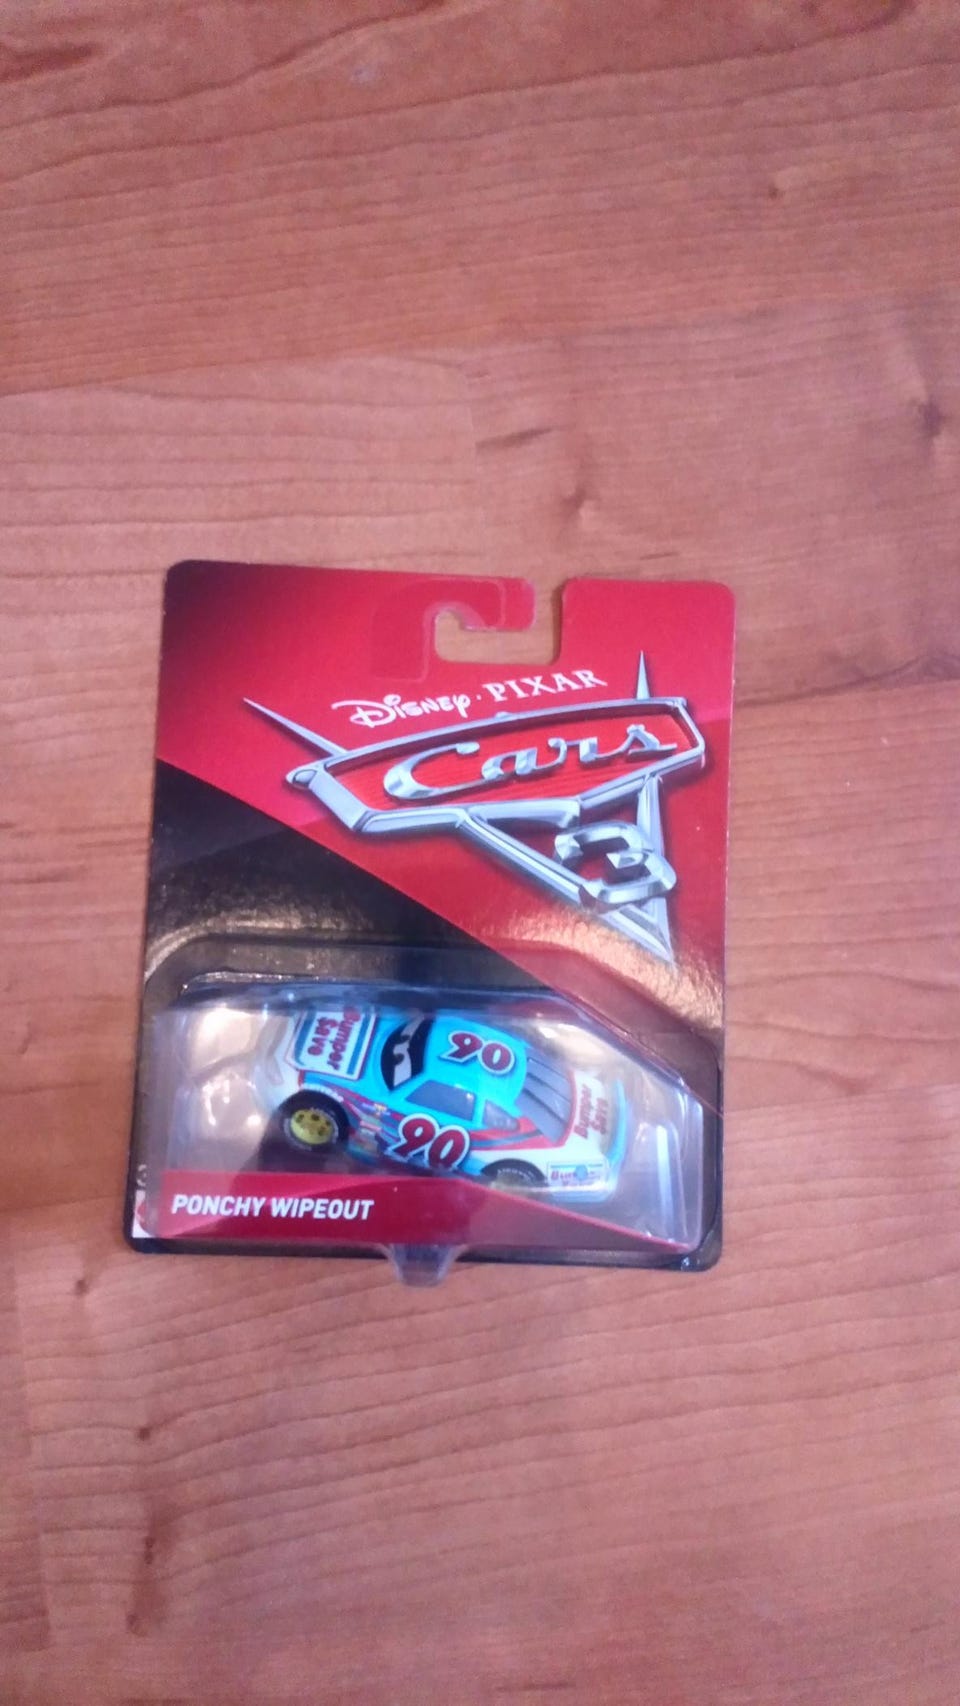 Disney · PIXAR
Cars
3
Bumper
Save
90
90
Bumper
Save
PONCHY WIPEOUT